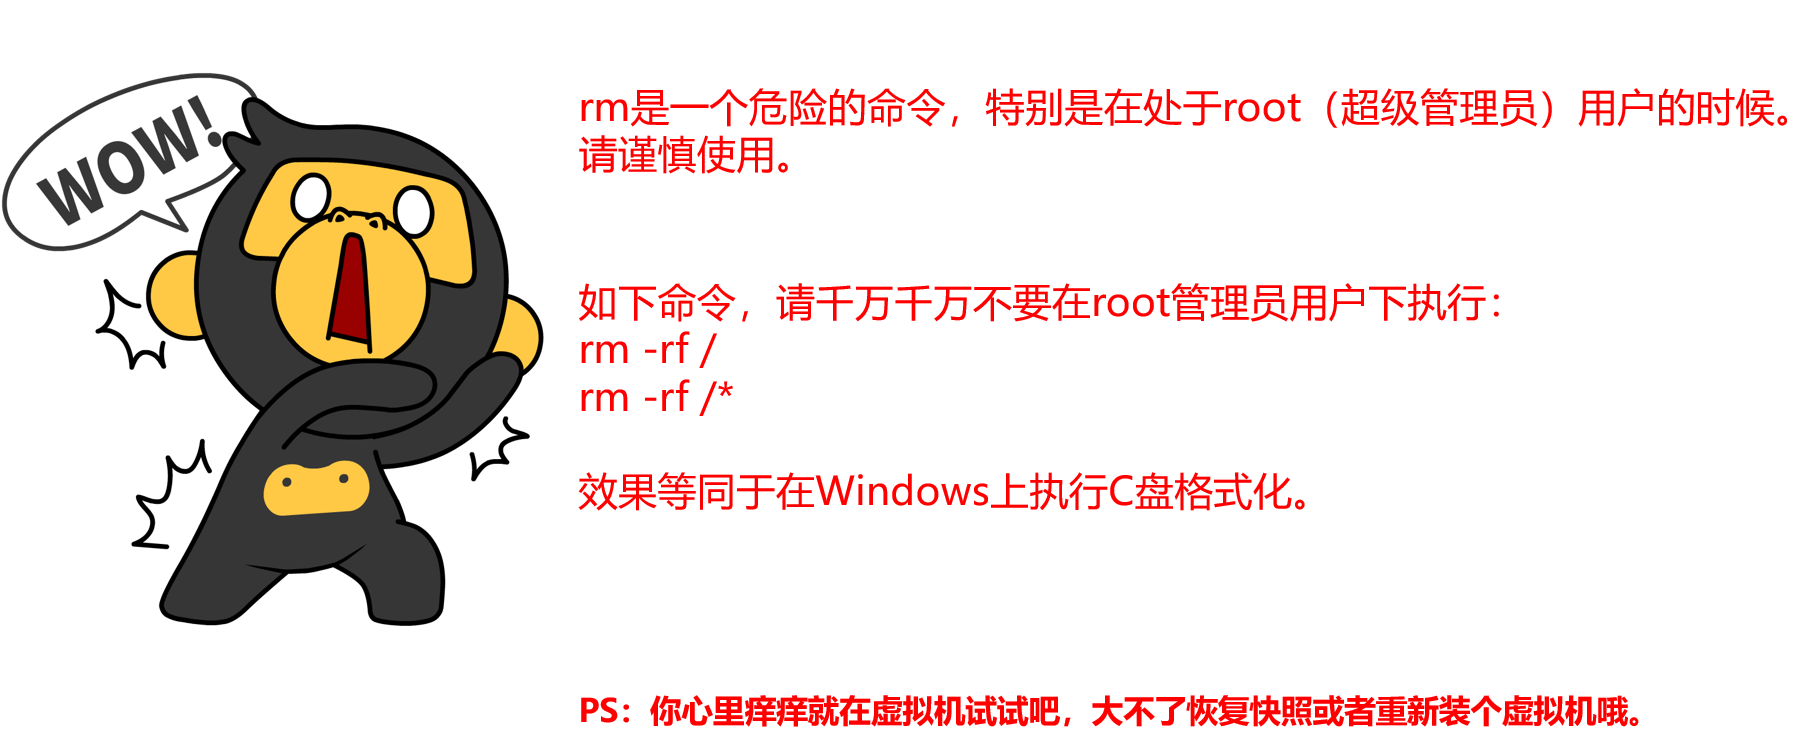 WOW!
rm是一个危险的命令，特别是在处于root（超级管理员）用户的时候。
请谨慎使用。
如下命令，请千万千万不要在root管理员用户下执行：
rm -rf /
rm -rf /*
效果等同于在Windows上执行C盘格式化。
PS：你心里痒痒就在虚拟机试试吧，大不了恢复快照或者重新装个虚拟机哦。